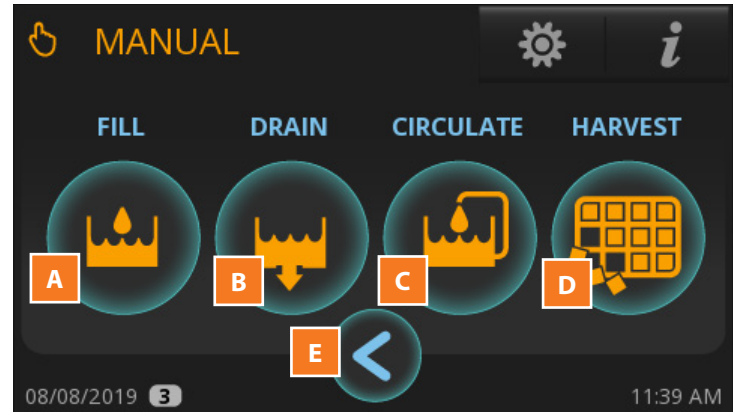 MANUAL
i
FILL DRAIN CIRCULATE HARVEST
A B C D
E
08/08/2019 3 11:39 AM